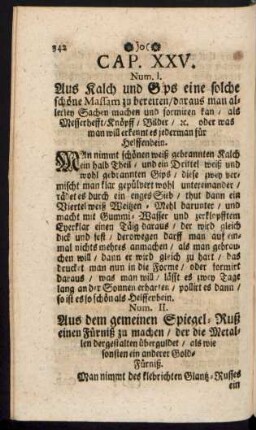 342 )o(
CAP. XXV.
Num. I.
Aus Kalch und Gips eine solche
schöne Massam zu bereiten/daraus man al-
lerley Sachen machen und formiren kan / als
Messerhefft/Knöpff / Bilder / ꝛc. oder was
man will erkennt es jederman für
Helffenbein.
Man nimmt schönen weiß gebrannten Kalch
ein halb Theil / und ein Drittel weiß und
wohl gebrannten Gips / diese zwey ver-
mischt man klar gepülvert wohl untereinander /
rädet es durch ein enges Sieb / thut dann ein
Viertel weiß Weitzen-Mehl darunter / und
macht mit Gummi-Wasser und zerklopfftem
Eyerklar einen Taig daraus / der wird gleich
dick und fest / derowegen darff man auf ein-
mal nichts mehrers anmachen / als man gebrau-
chen will / dann er wird gleich zu hart / das
druckt man nun in die Forme / oder formirt
daraus / was man will / lässt es zwey Tage
lang an der Sonnen erharten / pollirt es dann /
so ist es so schön als Helffenbein.
Num. II.
Aus dem gemeinen Spiegel-Ruß
einen Fürniß zu machen / der die Metal-
len dergestalten übergüldet / als wie
sonsten ein anderer Gold-
Fürniß.
Man nimmt des klebrichten Glantz-Russes
ein